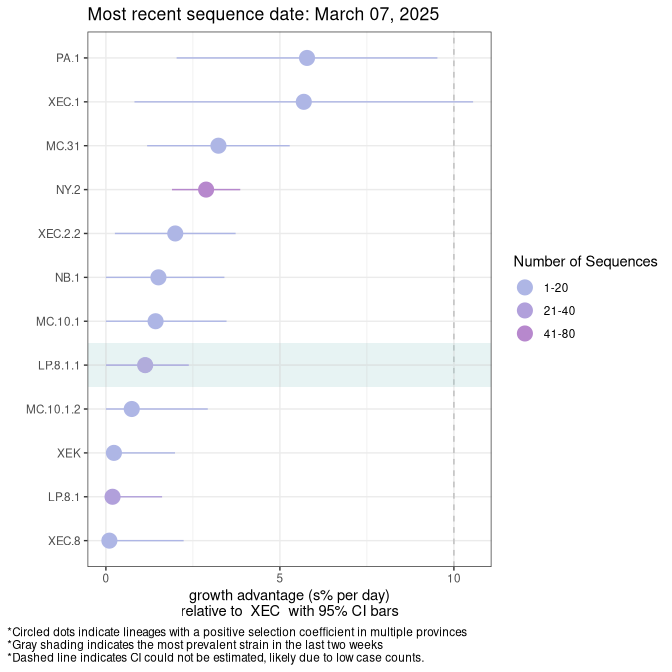 Most recent sequence date: March 07, 2025
PA.1
XEC.1
MC.31
NY.2
XEC.2.2
NB.1
MC.10.1
LP.8.1.1
MC.10.1.2
XEK
LP.8.1
XEC.8
0 5 10
growth advantage (s% per day)
relative to XEC with 95% CI bars
Number of Sequences
1-20
21-40
41-80
*Circled dots indicate lineages with a positive selection coefficient in multiple provinces
*Gray shading indicates the most prevalent strain in the last two weeks
*Dashed line indicates CI could not be estimated, likely due to low case counts.